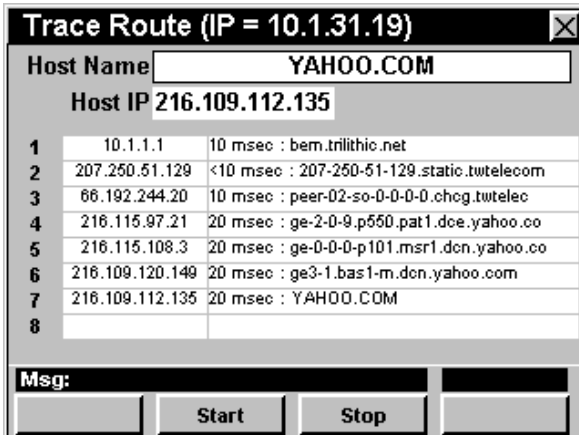 Trace Route (IP = 10.1.31.19)
Host Name YAHOO.COM
Host IP 216.109.112.135
1 10.1.1.1 10 msec : bern.trilithic.net
2 207.250.51.129 <10 msec : 207-250-51-129.static.twtelecom
3 66.192.244.20 10 msec : peer-02-so-0-0-0-0.chcg.twtelec
4 216.115.97.21 20 msec : ge-2-0-9.p550.pat1.dce.yahoo.co
5 216.115.108.3 20 msec : ge-0-0-0-p101.msr1.dcn.yahoo.co
6 216.109.120.149 20 msec : ge3-1.bas1-m.dcn.yahoo.com
7 216.109.112.135 20 msec : YAHOO.COM
8
Msg:
Start Stop